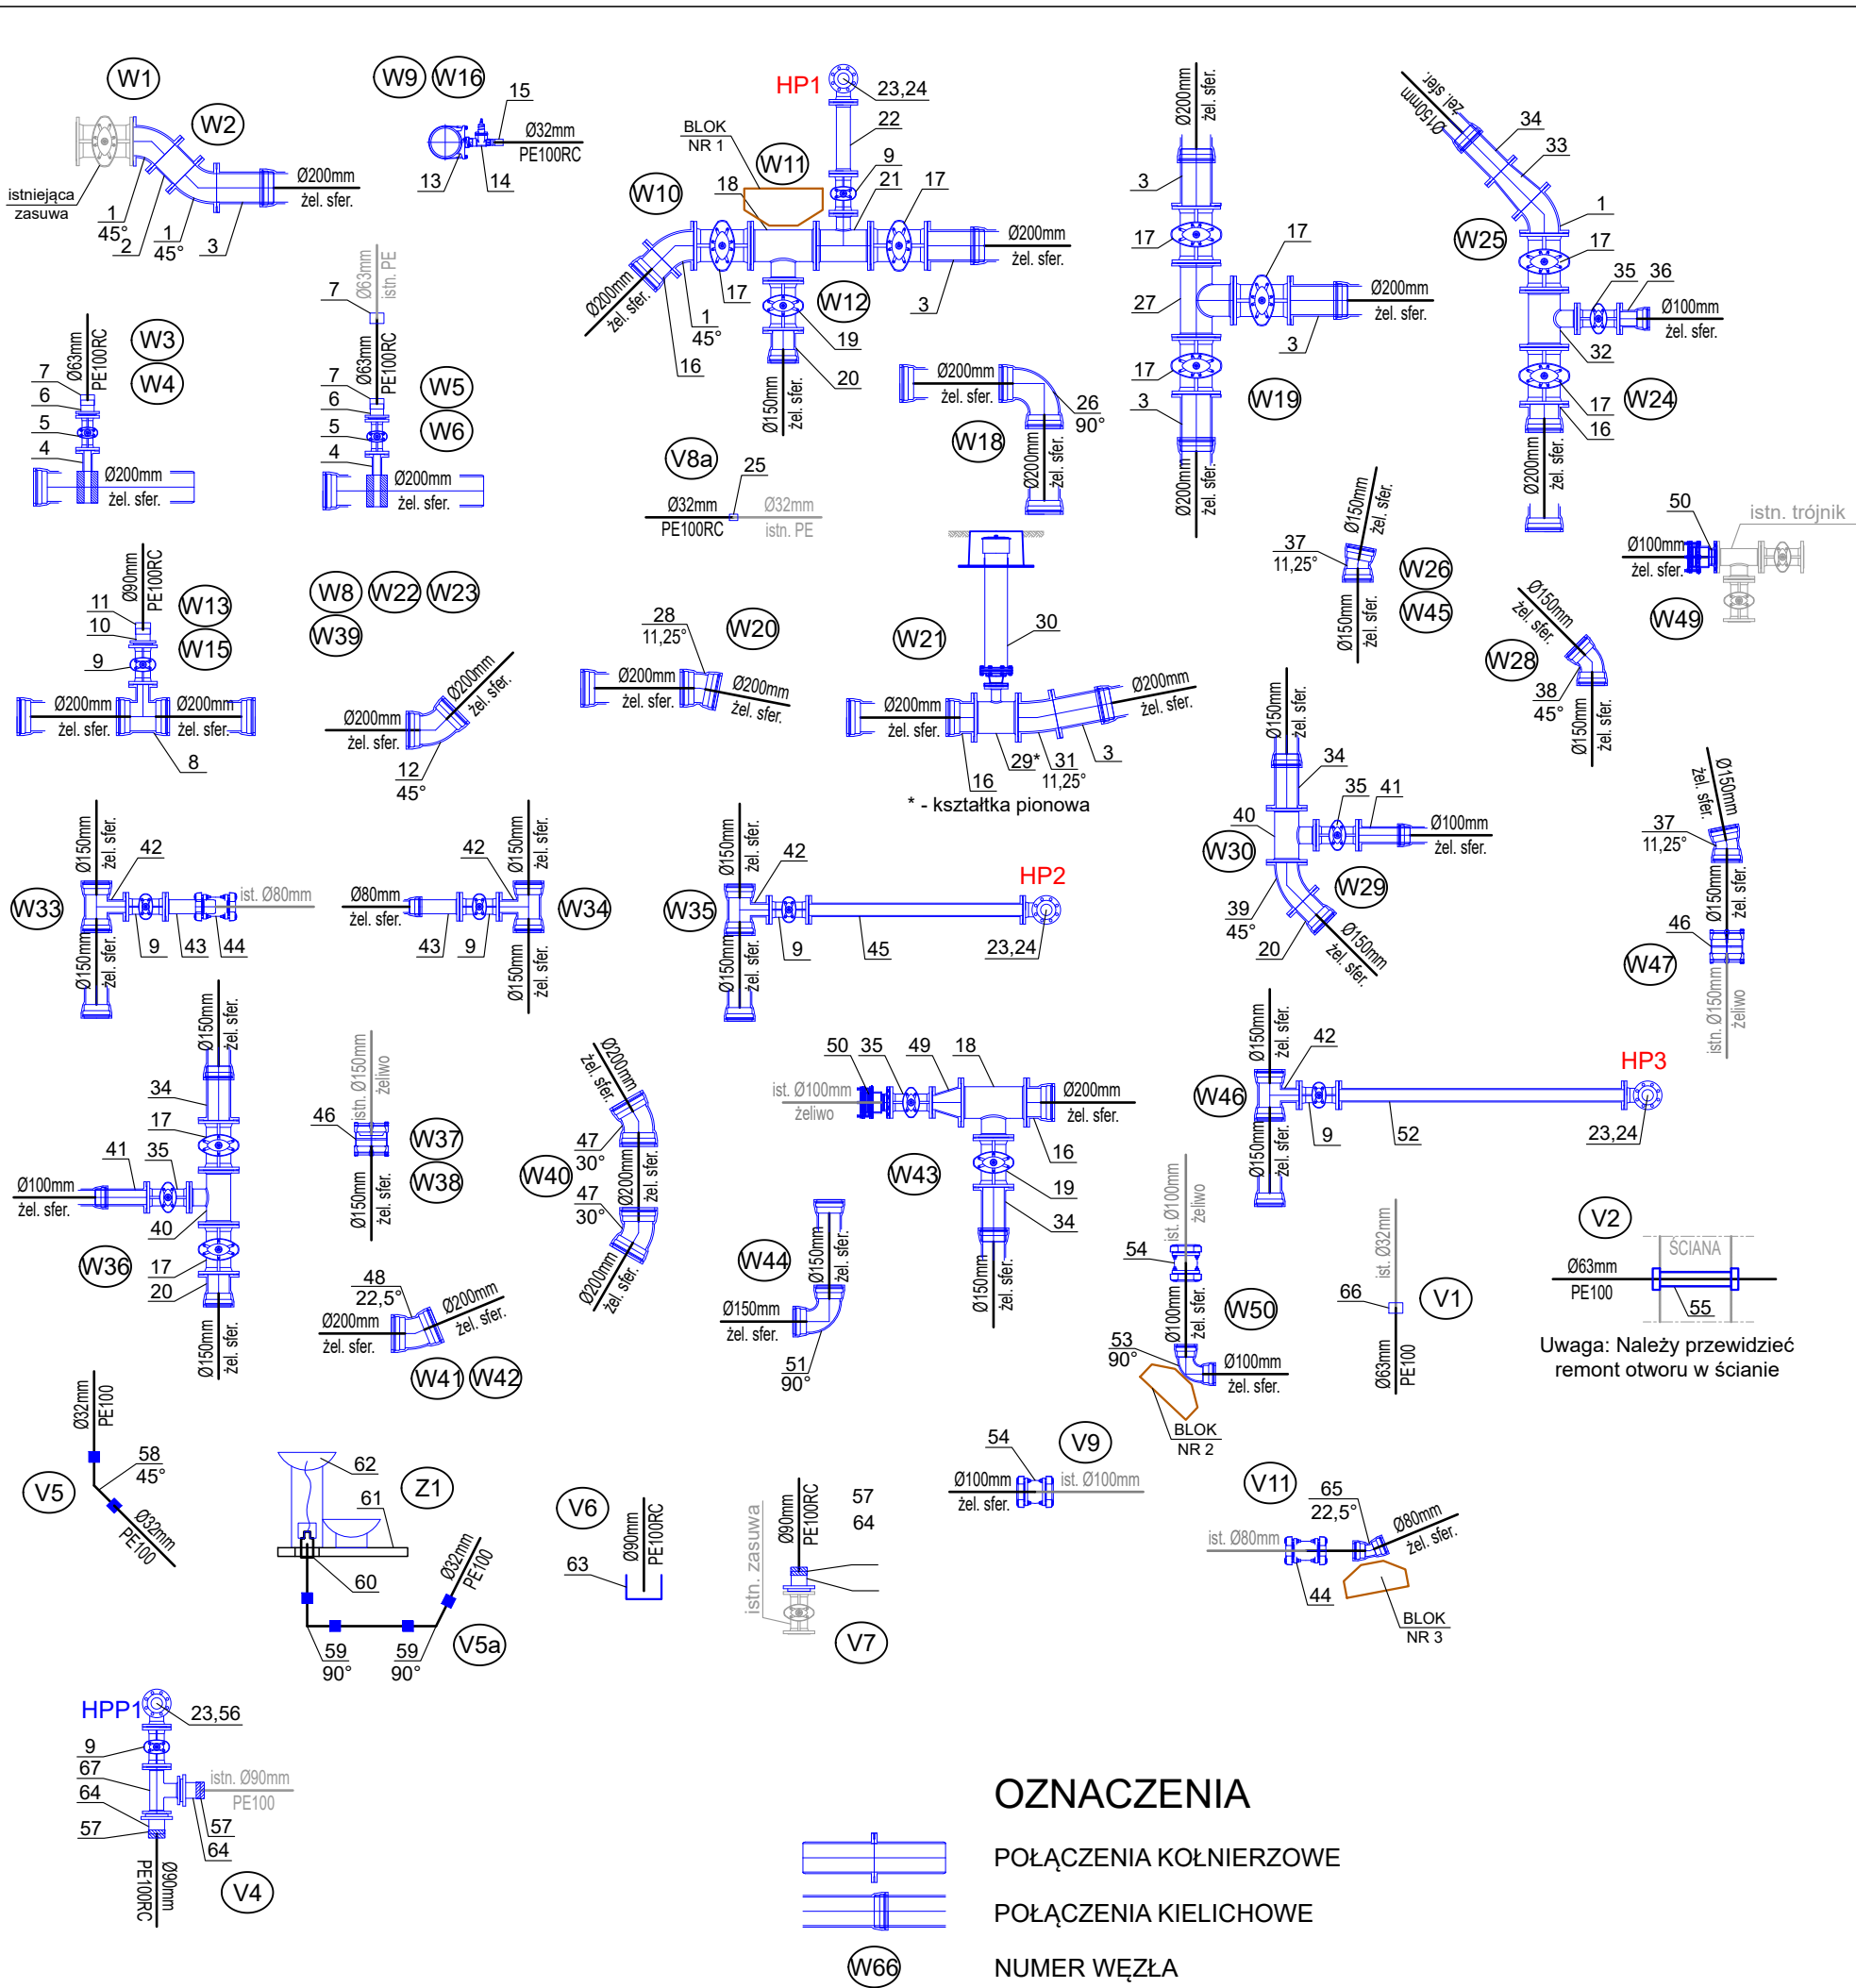 W1
W2
istniejąca
zasuwa
1
45°
2
1
45°
3
Ø200mm
żel. sfer.
W9
W16
15
Ø32mm
PE100RC
13
14
HP1
23,24
22
BLOK
NR 1
W11
9
21
17
18
W10
Ø200mm
żel. sfer.
Ø200mm
żel. sfer.
17
1
45°
16
W12
3
19
20
Ø150mm
żel. sfer.
Ø200mm
żel. sfer.
3
17
17
27
Ø200mm
żel. sfer.
3
17
3
W19
Ø200mm
żel. sfer.
Ø150mm
żel. sfer.
34
33
1
W25
17
35
36
Ø100mm
żel. sfer.
32
17
W24
16
Ø200mm
żel. sfer.
Ø63mm
PE100RC
7
6
5
4
W3
W4
Ø200mm
żel. sfer.
Ø63mm
istn. PE
7
Ø63mm
PE100RC
7
6
5
4
W5
W6
Ø200mm
żel. sfer.
Ø200mm
żel. sfer.
26
90°
W18
Ø200mm
żel. sfer.
V8a
25
Ø32mm
PE100RC
Ø32mm
istn. PE
Ø150mm
żel. sfer.
37
11,25°
W26
W45
Ø150mm
żel. sfer.
50
istn. trójnik
Ø100mm
żel. sfer.
W49
Ø90mm
PE100RC
11
10
9
W13
W15
Ø200mm
żel. sfer.
Ø200mm
żel. sfer.
8
W8
W22
W23
W39
Ø200mm
żel. sfer.
Ø200mm
żel. sfer.
12
45°
28
11,25°
W20
Ø200mm
żel. sfer.
Ø200mm
żel. sfer.
W21
30
Ø200mm
żel. sfer.
Ø200mm
żel. sfer.
16
29*
31
11,25°
3
* - kształtka pionowa
Ø150mm
żel. sfer.
W28
38
45°
Ø150mm
żel. sfer.
Ø150mm
żel. sfer.
34
35
41
40
Ø100mm
żel. sfer.
W30
W29
39
45°
20
Ø150mm
żel. sfer.
Ø150mm
żel. sfer.
37
11,25°
Ø150mm
żel. sfer.
46
W47
istn. Ø150mm
żeliwo
Ø150mm
żel. sfer.
42
W33
ist. Ø80mm
9
43
44
Ø150mm
żel. sfer.
42
Ø150mm
żel. sfer.
Ø80mm
żel. sfer.
W34
43
9
Ø150mm
żel. sfer.
Ø150mm
żel. sfer.
42
HP2
W35
9
45
23,24
Ø150mm
żel. sfer.
Ø150mm
żel. sfer.
34
17
41
35
Ø100mm
żel. sfer.
40
W36
17
20
Ø150mm
żel. sfer.
istn. Ø150mm
żeliwo
46
W37
W38
Ø150mm
żel. sfer.
Ø200mm
żel. sfer.
47
30°
W40
Ø200mm
żel. sfer.
47
30°
Ø200mm
żel. sfer.
50
35
49
18
ist. Ø100mm
żeliwo
Ø200mm
żel. sfer.
16
W43
19
34
Ø150mm
żel. sfer.
Ø150mm
żel. sfer.
42
HP3
W46
9
52
23,24
Ø150mm
żel. sfer.
48
22,5°
Ø200mm
żel. sfer.
Ø200mm
żel. sfer.
W41
W42
W44
Ø150mm
żel. sfer.
Ø150mm
żel. sfer.
51
90°
ist. Ø100mm
żeliwo
54
Ø100mm
żel. sfer.
W50
53
90°
Ø100mm
żel. sfer.
BLOK
NR 2
ist. Ø32mm
66
V1
Ø63mm
PE100
V2
ŚCIANA
Ø63mm
PE100
55
Uwaga: Należy przewidzieć
remont otworu w ścianie
Ø32mm
PE100
58
45°
V5
Ø32mm
PE100
62
Z1
61
60
Ø32mm
PE100
59
90°
59
90°
V5a
V6
Ø90mm
PE100RC
63
Ø90mm
PE100RC
57
64
istn. zasuwa
V7
54
V9
Ø100mm
żel. sfer.
ist. Ø100mm
V11
65
22,5°
Ø80mm
żel. sfer.
ist. Ø80mm
44
BLOK
NR 3
HPP1
23,56
9
67
64
57
istn. Ø90mm
PE100
57
64
Ø90mm
PE100RC
V4
OZNACZENIA
POŁĄCZENIA KOŁNIERZOWE
POŁĄCZENIA KIELICHOWE
W66
NUMER WĘZŁA